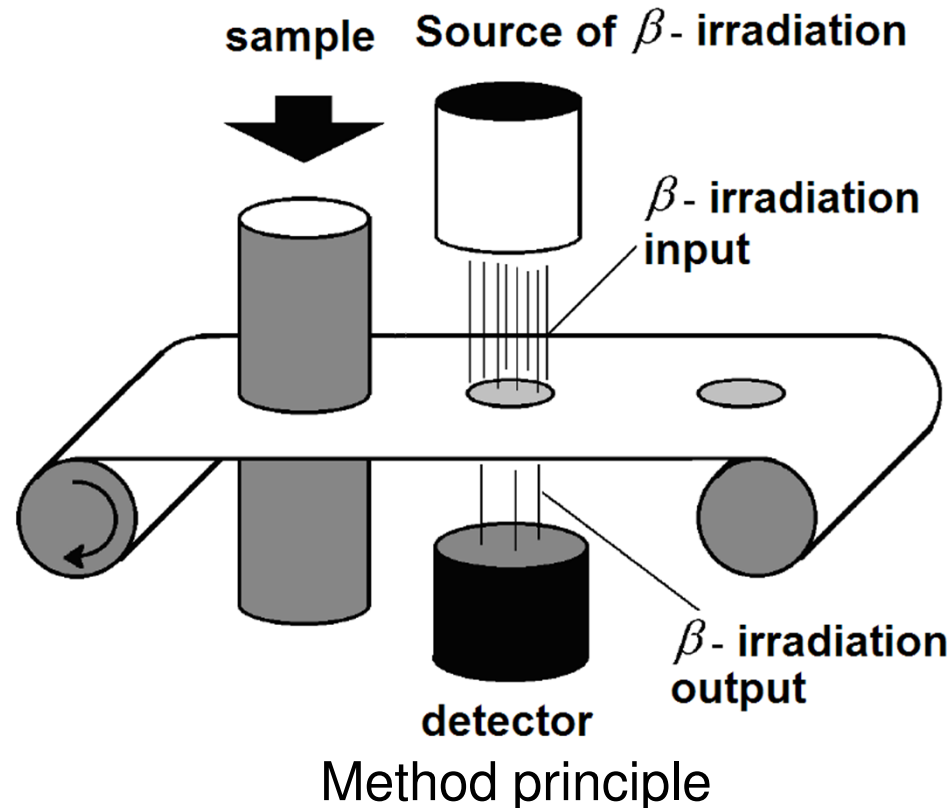 sample
Source of β- irradiation
β- irradiation
input
β- irradiation
output
detector
Method principle